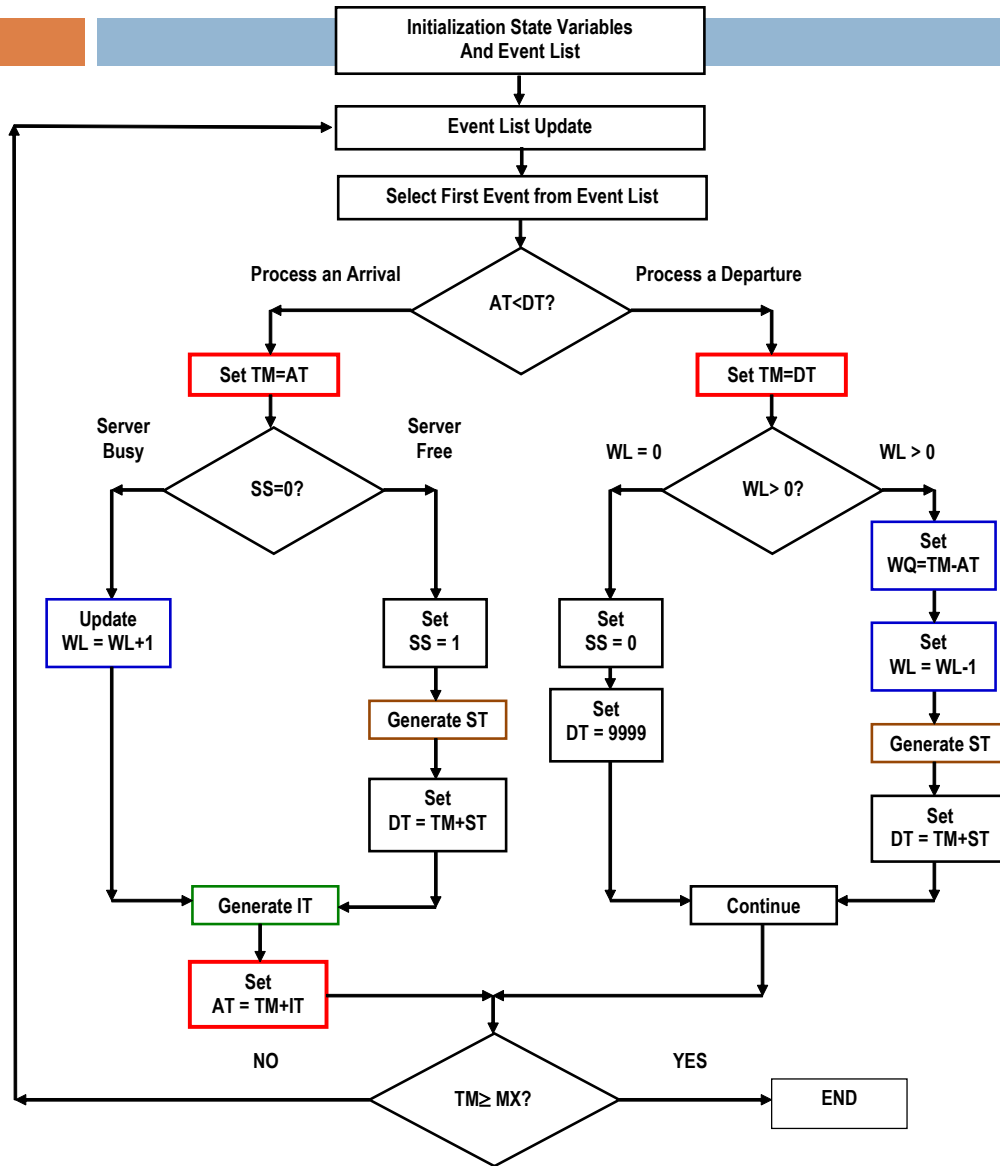 Initialization State Variables
And Event List
Event List Update
Select First Event from Event List
Process an Arrival
Process a Departure
AT<DT?
Set TM=AT
Set TM=DT
Server
Busy
Server
Free
SS=0?
WL = 0
WL > 0
WL> 0?
Set
WQ=TM-AT
Update
WL = WL+1
Set
SS = 1
Set
SS = 0
Set
WL = WL-1
Generate ST
Set
DT = 9999
Generate ST
Set
DT = TM+ST
Set
DT = TM+ST
Generate IT
Continue
Set
AT = TM+IT
NO
YES
TM≥ MX?
END